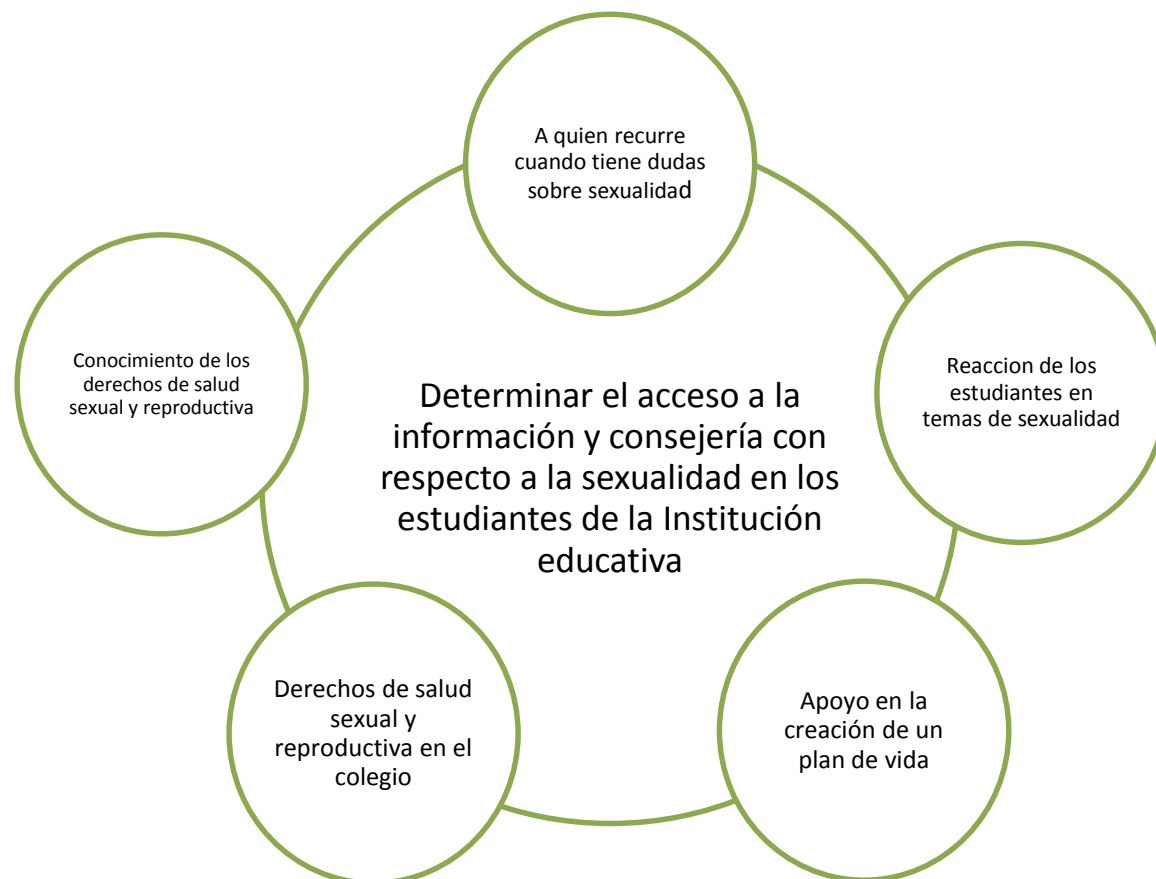 A quien recurre
cuando tiene dudas
sobre sexualidad
Reaccion de los
estudiantes en
temas de sexualidad
Apoyo en la
creación de un
plan de vida
Derechos de salud
sexual y
reproductiva en el
colegio
Conocimiento de los
derechos de salud
sexual y reproductiva
Determinar el acceso a la
información y consejería con
respecto a la sexualidad en los
estudiantes de la Institución
educativa